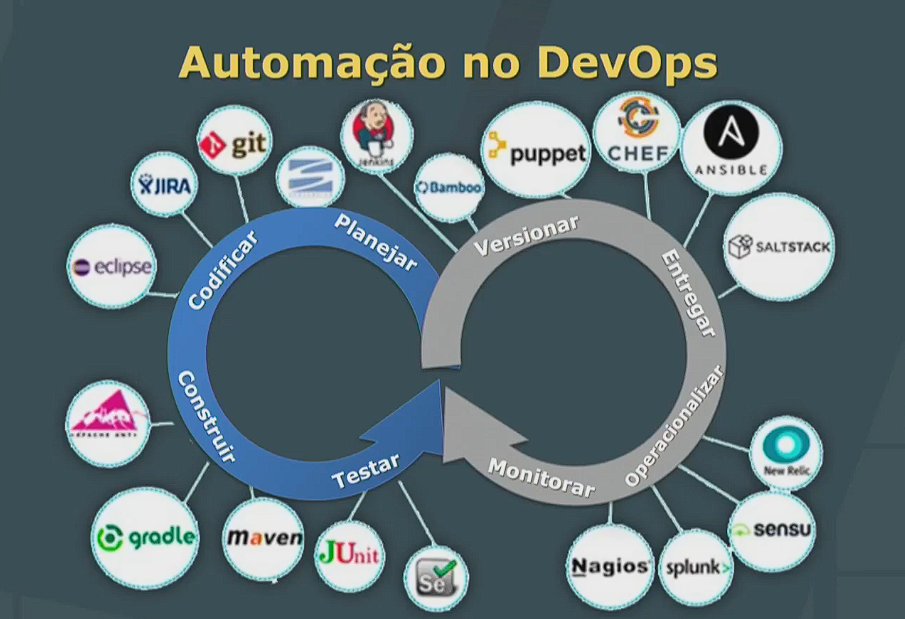 Automação no DevOps
git
Jenkins
puppet
CHEF
ANSIBLE
JIRA
Bamboo
Planejar
Versionar
Codificar
SALTSTACK
eclipse
Entregar
Construir
Operacionalizar
APACHE ANT
Testar
Monitorar
New Relic
gradle
maven
JUnit
Se
Nagios
splunk>
sensu